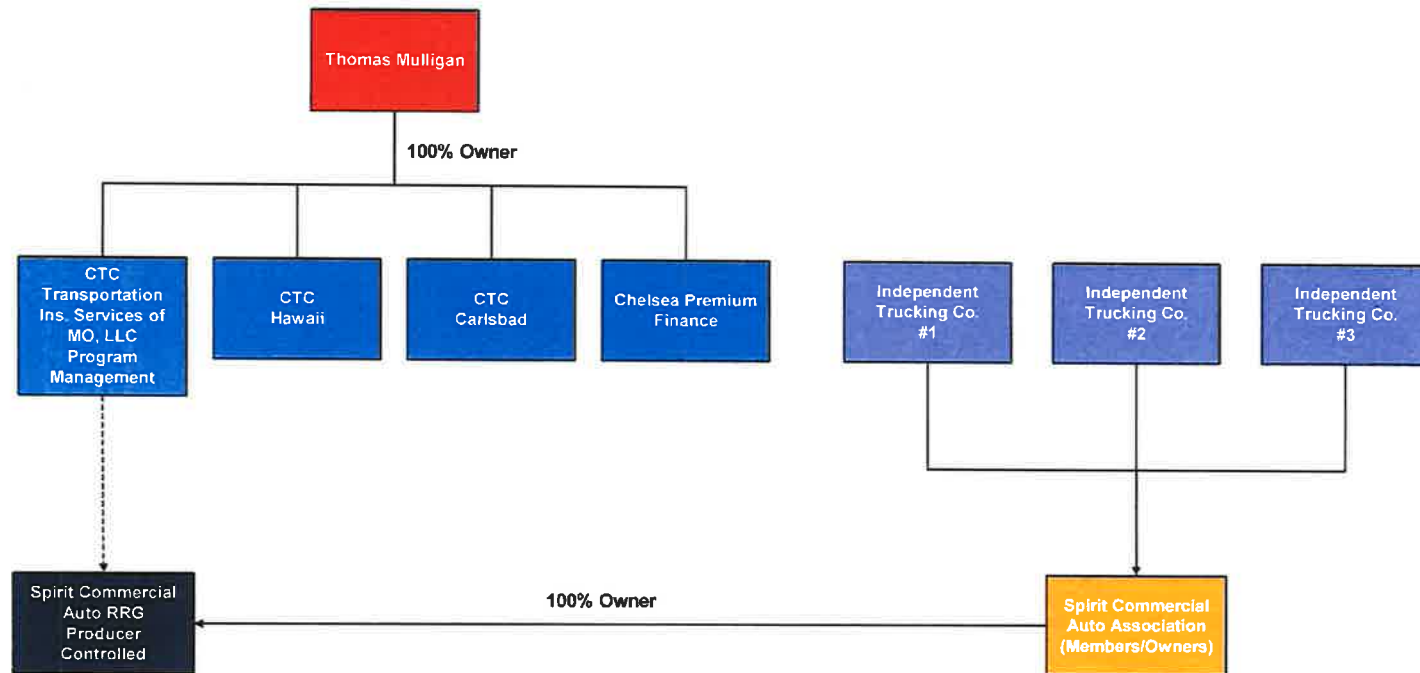 Thomas Mulligan
100% Owner
CTC
Transportation
Ins. Services of
MO, LLC
Program
Management
CTC
Hawaii
CTC
Carlsbad
Chelsea Premium
Finance
Independent
Trucking Co.
#1
Independent
Trucking Co.
#2
Independent
Trucking Co.
#3
Spirit Commercial
Auto RRG
Producer
Controlled
100% Owner
Spirit Commercial
Auto Association
(Members/Owners)